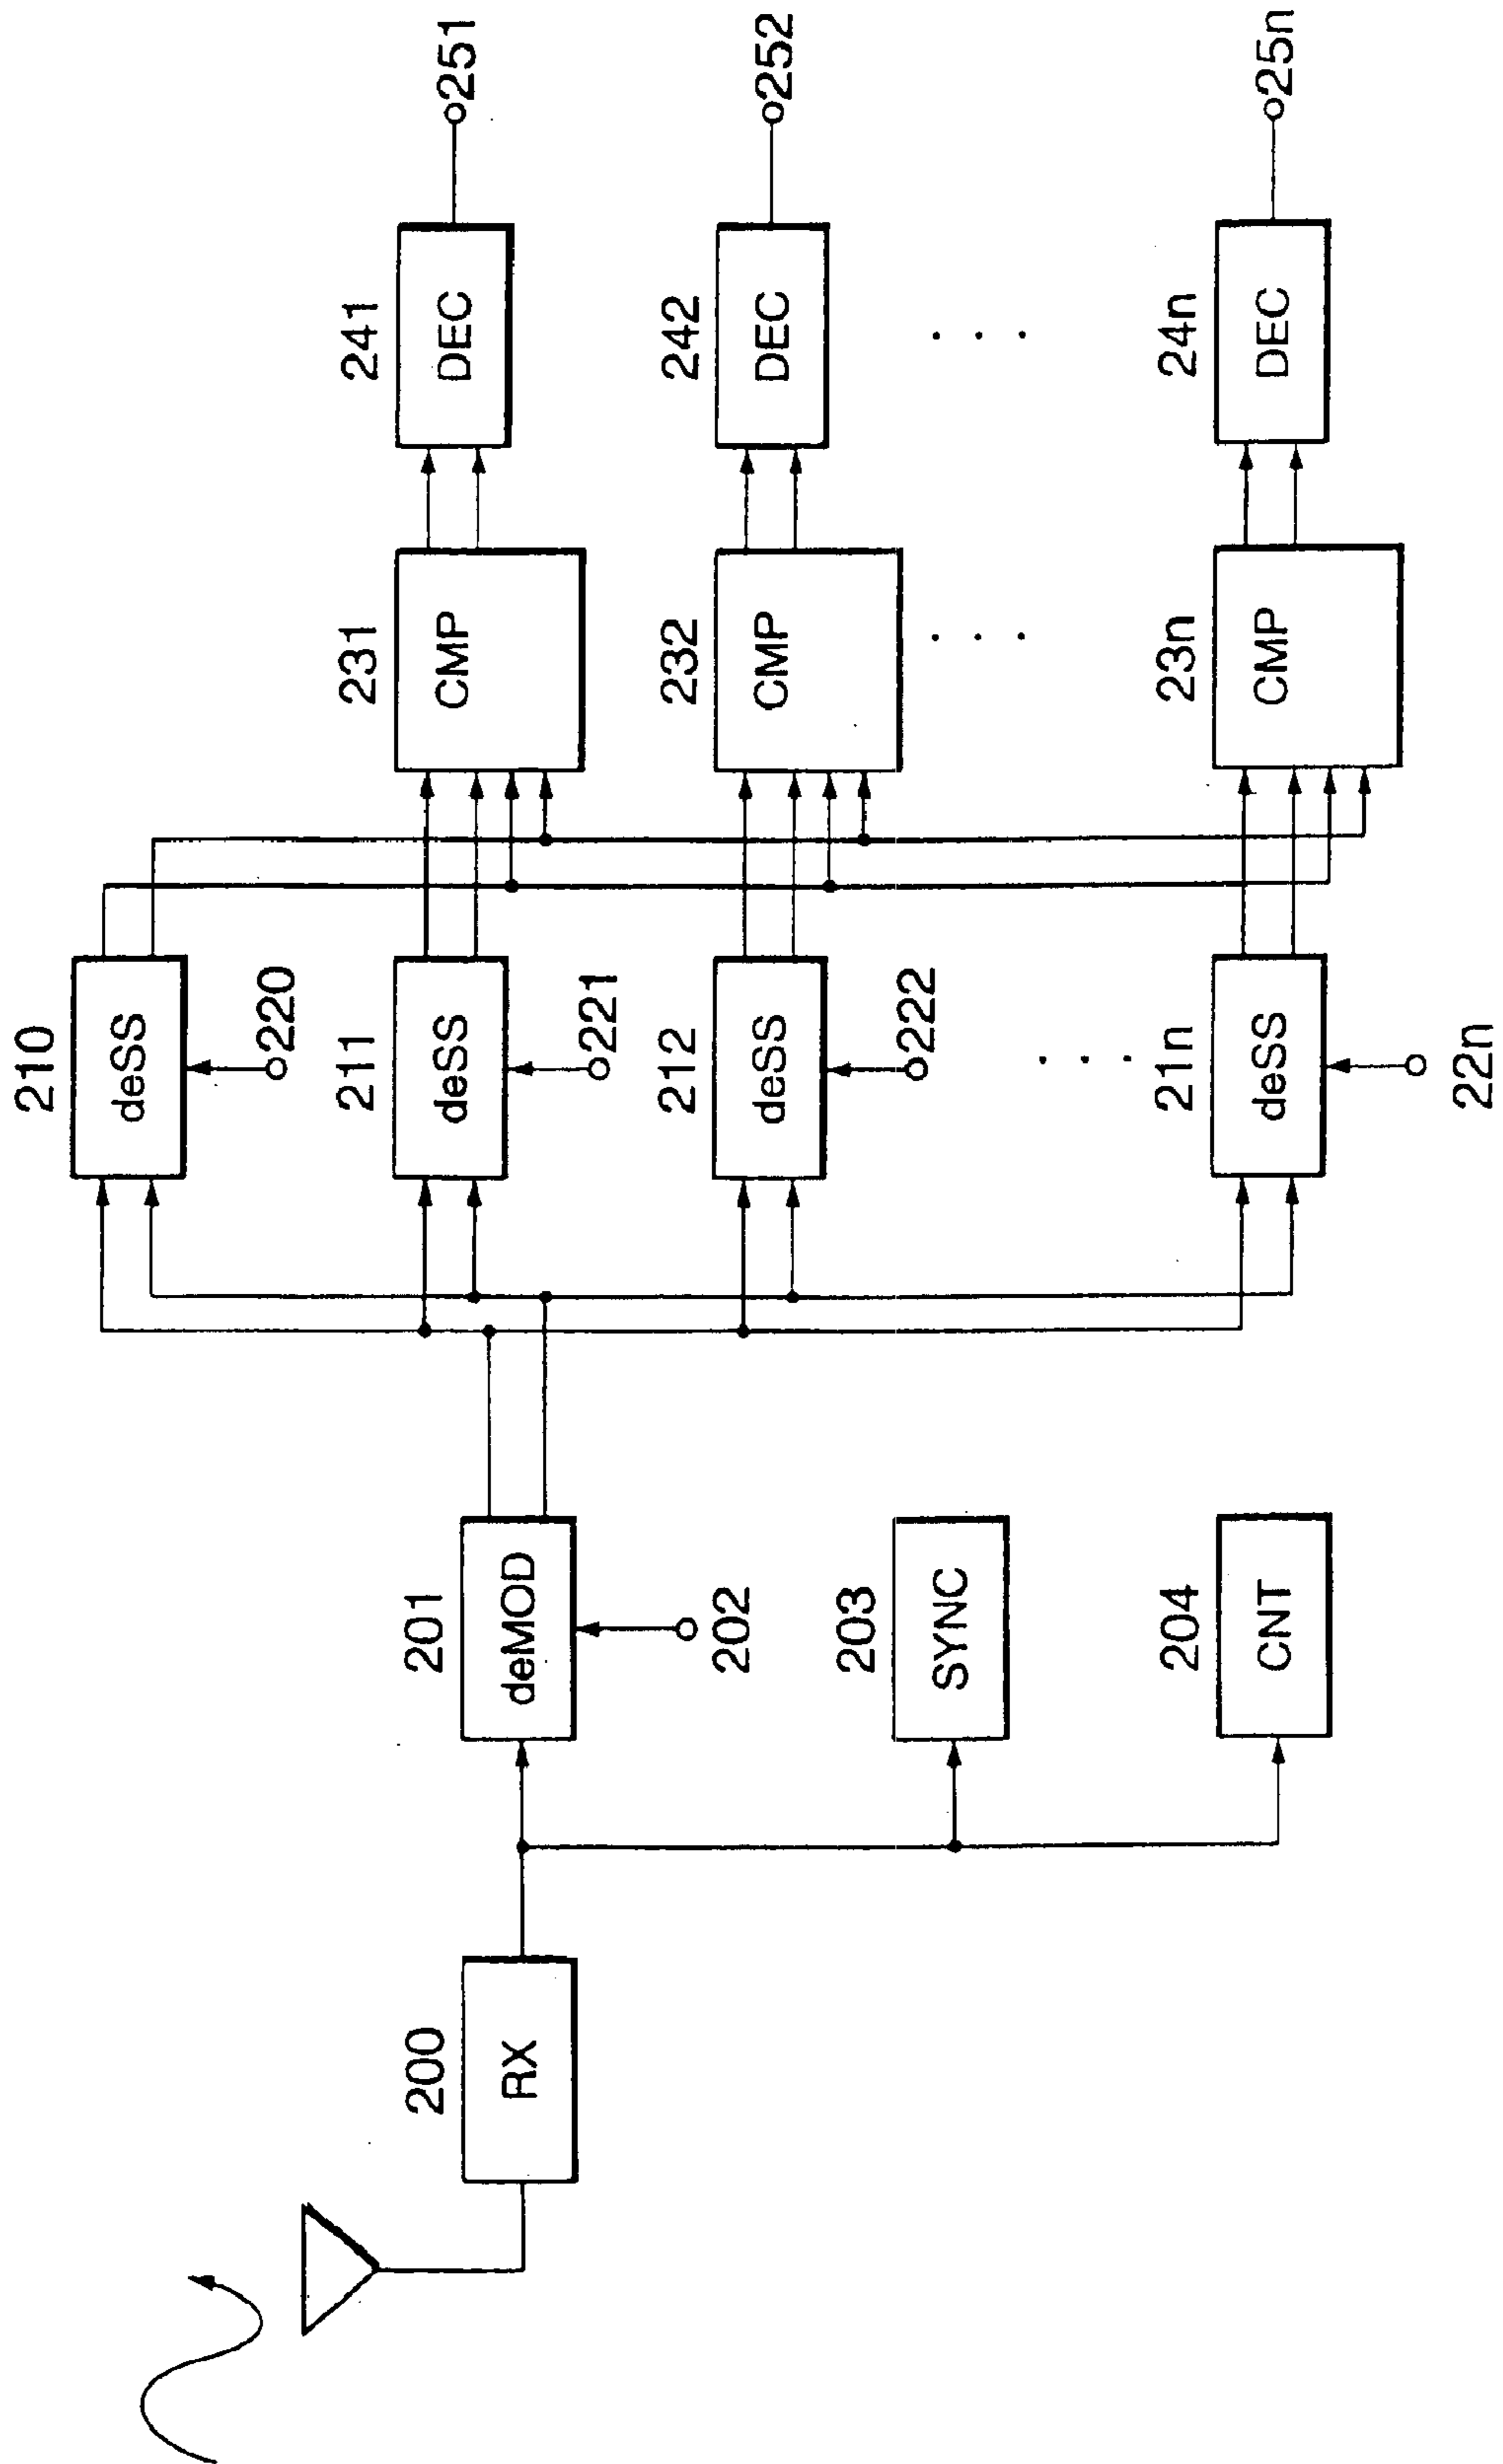 200
RX
201
deMOD
202
203
SYNC
204
CNT
210
deSS
220
211
deSS
221
212
deSS
222
. . .
21n
deSS
22n
231
CMP
232
CMP
. . .
23n
CMP
241
DEC
242
DEC
. . .
24n
DEC
251
252
25n